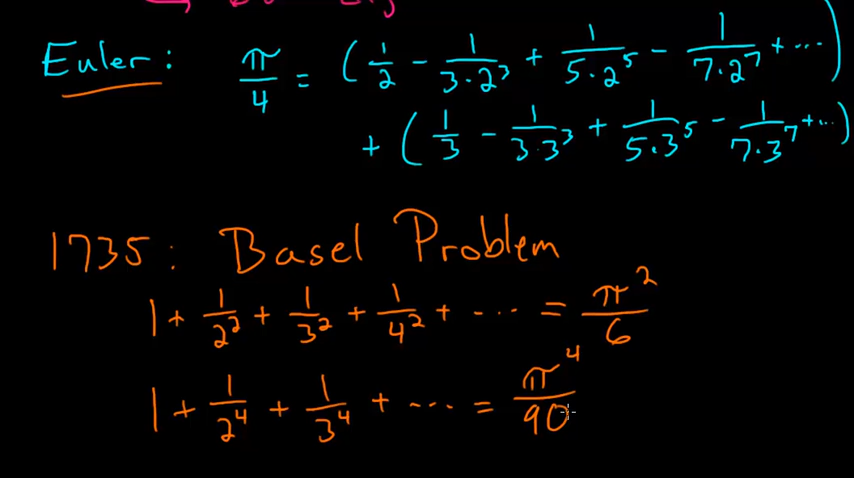 Euler: π/4 = (1/2 - 1/(3·2³) + 1/(5·2⁵) - 1/(7·2⁷) + ···)
+ (1/3 - 1/(3·3³) + 1/(5·3⁵) - 1/(7·3⁷) + ···)
1735: Basel Problem
1 + 1/2² + 1/3² + 1/4² + ··· = π²/6
1 + 1/2⁴ + 1/3⁴ + ··· = π⁴/90